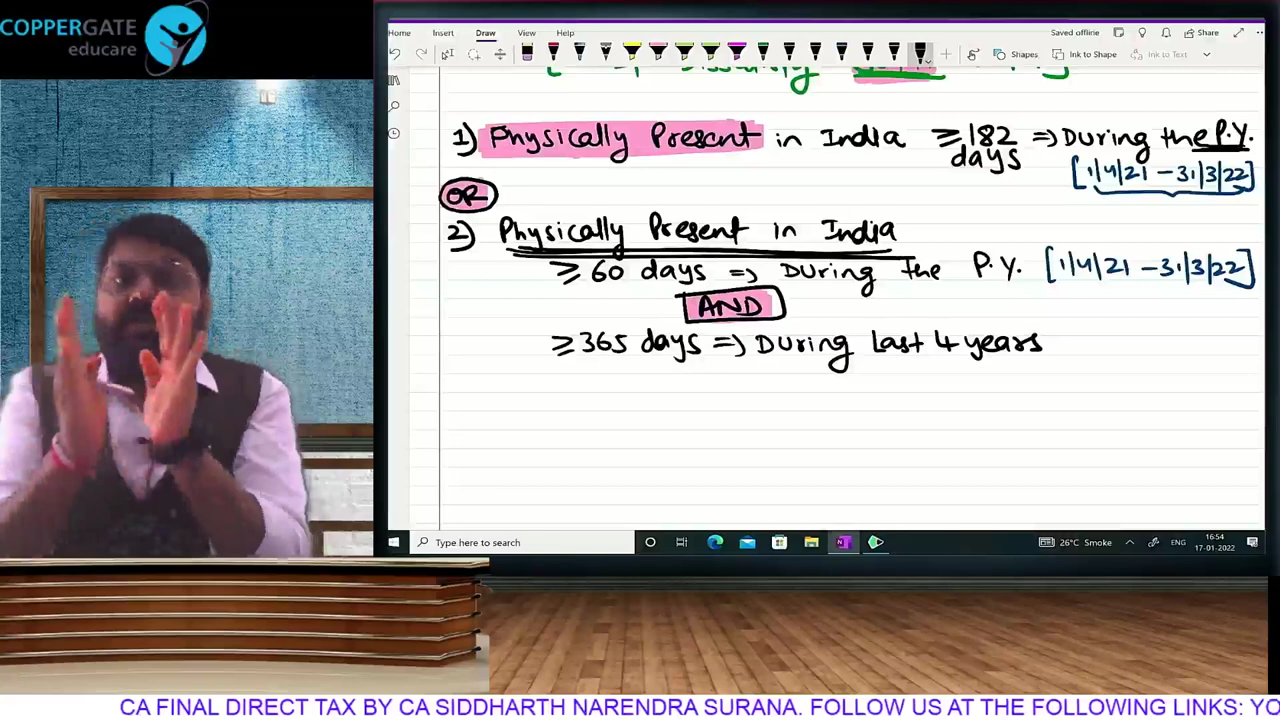 COPPERGATE
educare
Home Insert Draw View Help Saved offline Share
Shapes Ink to Shape Ink to Text
1) Physically Present in India ≥182 days => During the P.Y.
[1/4/21 - 31/3/22]
OR
2) Physically Present in India
≥ 60 days => During the P.Y. [1/4/21 - 31/3/22]
AND
≥ 365 days => During last 4 years
Type here to search 26°C Smoke ENG 16:54
17-01-2022
CA FINAL DIRECT TAX BY CA SIDDHARTH NARENDRA SURANA. FOLLOW US AT THE FOLLOWING LINKS: YO